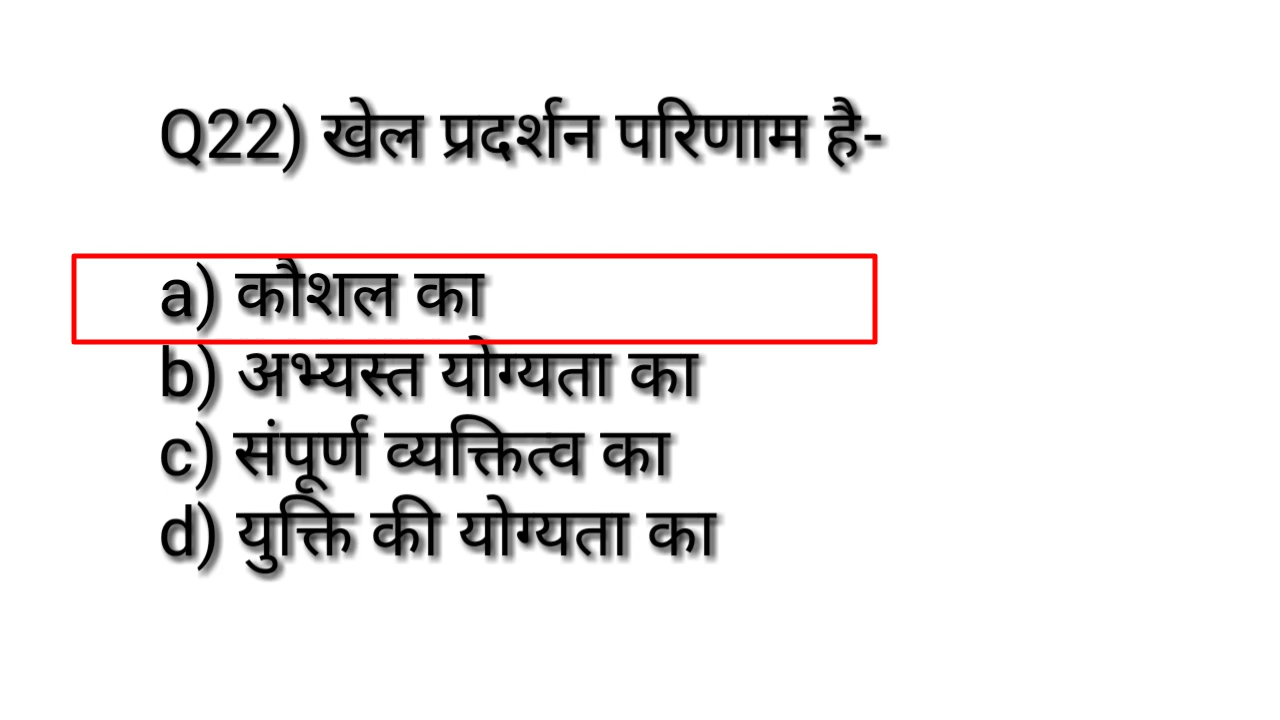 Q22) खेल प्रदर्शन परिणाम है-
a) कौशल का
b) अभ्यस्त योग्यता का
c) संपूर्ण व्यक्तित्व का
d) युक्ति की योग्यता का